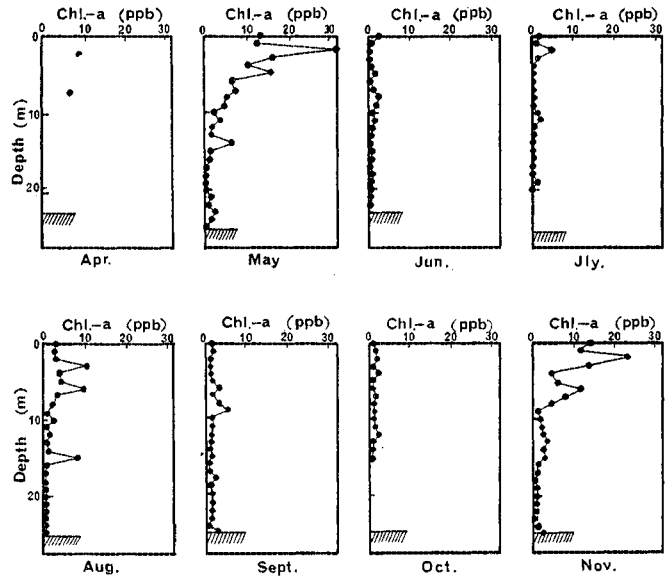 Chl.-a (ppb) Chl.-a (ppb) Chl.-a (ppb) Chl.-a (ppb)
0 10 20 30 0 10 20 30 0 10 20 30 0 10 20 30
Depth (m)
0
10
20
Apr. May Jun. Jly.
Chl.-a (ppb) Chl.-a (ppb) Chl.-a (ppb) Chl.-a (ppb)
0 10 20 30 0 10 20 30 0 10 20 30 0 10 20 30
Depth (m)
0
10
20
Aug. Sept. Oct. Nov.